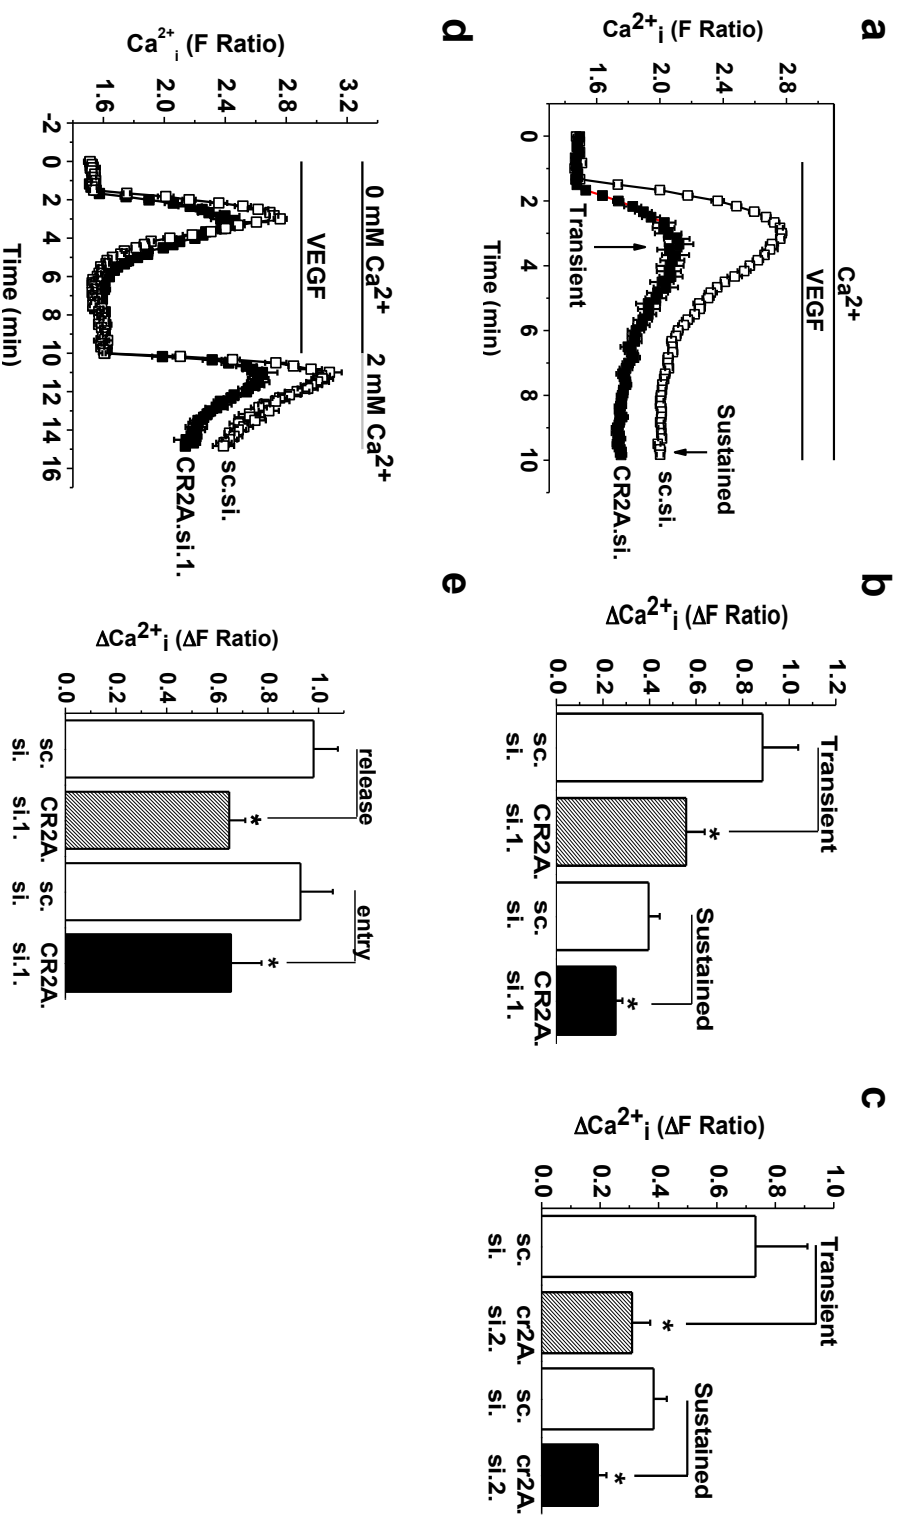 a
Ca2+
VEGF
Ca2+i (F Ratio)
2.8
2.4
2.0
1.6
Transient
Sustained
sc.si.
CR2A.si.
0 2 4 6 8 10
Time (min)
b
ΔCa2+i (ΔF Ratio)
1.2
1.0
0.8
0.6
0.4
0.2
0.0
Transient
Sustained
*
*
sc. CR2A. sc. CR2A.
si. si.1. si. si.1.
c
ΔCa2+i (ΔF Ratio)
1.0
0.8
0.6
0.4
0.2
0.0
Transient
Sustained
*
*
sc. cr2A. sc. cr2A.
si. si.2. si. si.2.
d
0 mM Ca2+ 2 mM Ca2+
VEGF
Ca2+i (F Ratio)
3.2
2.8
2.4
2.0
1.6
sc.si.
CR2A.si.1.
-2 0 2 4 6 8 10 12 14 16
Time (min)
e
ΔCa2+i (ΔF Ratio)
1.0
0.8
0.6
0.4
0.2
0.0
release
entry
*
*
sc. CR2A. sc. CR2A.
si. si.1. si. si.1.